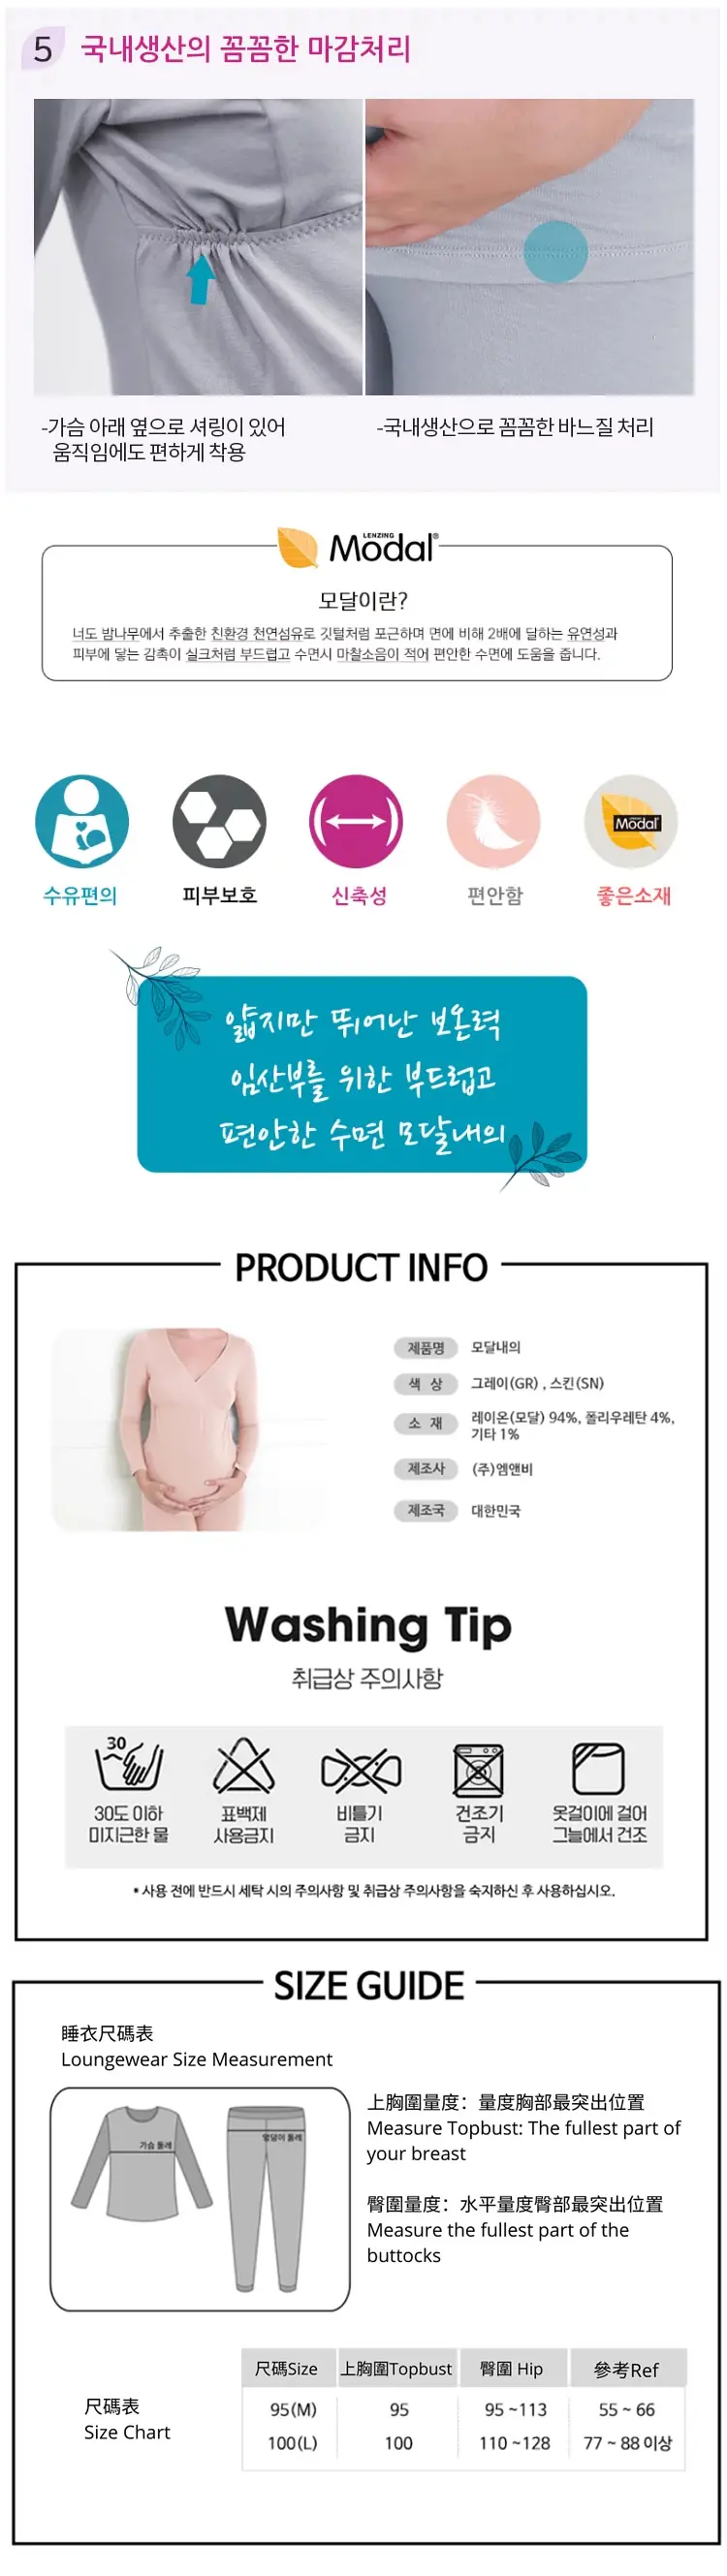 5 국내생산의 꼼꼼한 마감처리
-가슴 아래 옆으로 셔링이 있어
움직임에도 편하게 착용
-국내생산으로 꼼꼼한 바느질 처리
LENZING
Modal®
모달이란?
너도 밤나무에서 추출한 친환경 천연섬유로 깃털처럼 포근하며 면에 비해 2배에 달하는 유연성과
피부에 닿는 감촉이 실크처럼 부드럽고 수면시 마찰소음이 적어 편안한 수면에 도움을 줍니다.
Modal
수유편의 피부보호 신축성 편안함 좋은소재
얇지만 뛰어난 보온력
임산부를 위한 부드럽고
편안한 수면 모달내의
PRODUCT INFO
제품명 모달내의
색 상 그레이(GR) , 스킨(SN)
소 재 레이온(모달) 94%, 폴리우레탄 4%,
기타 1%
제조사 (주)엠앤비
제조국 대한민국
Washing Tip
취급상 주의사항
30
30도 이하
미지근한 물
표백제
사용금지
비틀기
금지
건조기
금지
옷걸이에 걸어
그늘에서 건조
• 사용 전에 반드시 세탁 시의 주의사항 및 취급상 주의사항을 숙지하신 후 사용하십시오.
SIZE GUIDE
睡衣尺碼表
Loungewear Size Measurement
가슴 둘레
엉덩이 둘레
上胸圍量度：量度胸部最突出位置
Measure Topbust: The fullest part of
your breast
臀圍量度：水平量度臀部最突出位置
Measure the fullest part of the
buttocks
尺碼表
Size Chart
尺碼Size 上胸圍Topbust 臀圍 Hip 參考Ref
95(M) 95 95 ~113 55 ~ 66
100(L) 100 110 ~128 77 ~ 88 이상